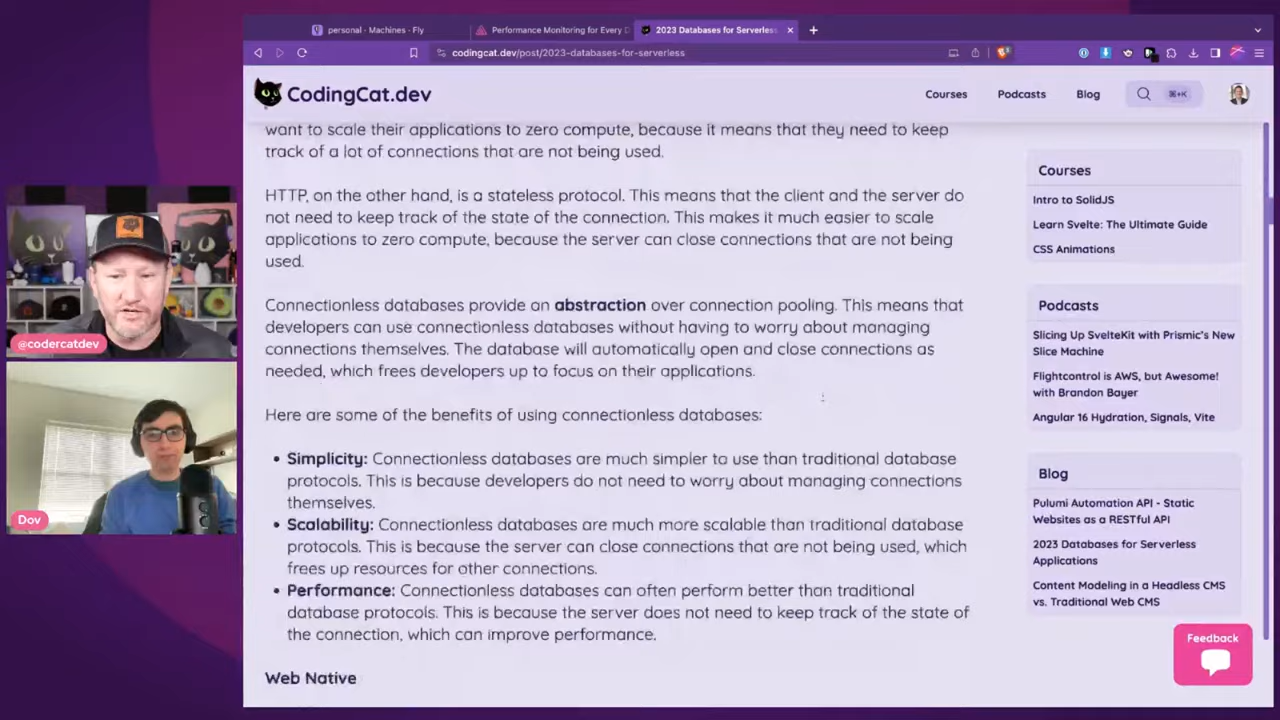 personal · Machines · Fly
Performance Monitoring for Every D
2023 Databases for Serverless
codingcat.dev/post/2023-databases-for-serverless
CodingCat.dev
Courses
Podcasts
Blog
⌘+K
want to scale their applications to zero compute, because it means that they need to keep
track of a lot of connections that are not being used.
HTTP, on the other hand, is a stateless protocol. This means that the client and the server do
not need to keep track of the state of the connection. This makes it much easier to scale
applications to zero compute, because the server can close connections that are not being
used.
Connectionless databases provide an abstraction over connection pooling. This means that
developers can use connectionless databases without having to worry about managing
connections themselves. The database will automatically open and close connections as
needed, which frees developers up to focus on their applications.
Here are some of the benefits of using connectionless databases:
• Simplicity: Connectionless databases are much simpler to use than traditional database
protocols. This is because developers do not need to worry about managing connections
themselves.
• Scalability: Connectionless databases are much more scalable than traditional database
protocols. This is because the server can close connections that are not being used, which
frees up resources for other connections.
• Performance: Connectionless databases can often perform better than traditional
database protocols. This is because the server does not need to keep track of the state of
the connection, which can improve performance.
Web Native
Courses
Intro to SolidJS
Learn Svelte: The Ultimate Guide
CSS Animations
Podcasts
Slicing Up SvelteKit with Prismic's New
Slice Machine
Flightcontrol is AWS, but Awesome!
with Brandon Bayer
Angular 16 Hydration, Signals, Vite
Blog
Pulumi Automation API - Static
Websites as a RESTful API
2023 Databases for Serverless
Applications
Content Modeling in a Headless CMS
vs. Traditional Web CMS
Feedback
@codercatdev
Dov